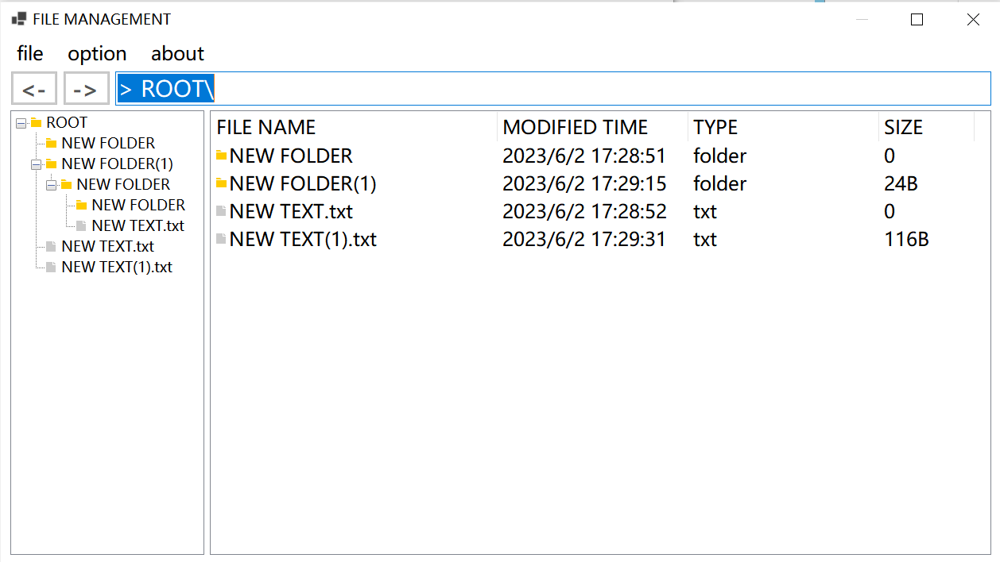 FILE MANAGEMENT
file option about
<- -> > ROOT\
ROOT
NEW FOLDER
NEW FOLDER(1)
NEW FOLDER
NEW FOLDER
NEW TEXT.txt
NEW TEXT.txt
NEW TEXT(1).txt
FILE NAME MODIFIED TIME TYPE SIZE
NEW FOLDER 2023/6/2 17:28:51 folder 0
NEW FOLDER(1) 2023/6/2 17:29:15 folder 24B
NEW TEXT.txt 2023/6/2 17:28:52 txt 0
NEW TEXT(1).txt 2023/6/2 17:29:31 txt 116B